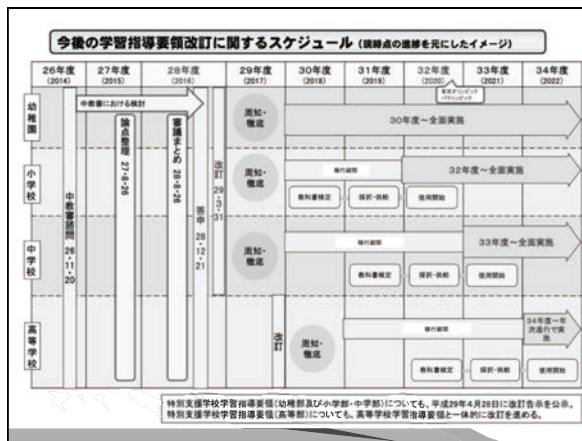 今後の学習指導要領改訂に関するスケジュール（現時点の進捗を元にしたイメージ）
26年度 (2014)
27年度 (2015)
28年度 (2016)
29年度 (2017)
30年度 (2018)
31年度 (2019)
32年度 (2020)
33年度 (2021)
34年度 (2022)
東京オリンピック
パラリンピック
中教審における検討
中教審諮問 26・11・20
論点整理 27・8・26
審議まとめ 28・8・26
答申 28・12・21
改訂 29・3・31
幼稚園
周知・
徹底
30年度～全面実施
小学校
周知・
徹底
移行期間
32年度～全面実施
教科書検定
採択・供給
使用開始
中学校
周知・
徹底
移行期間
33年度～全面実施
教科書検定
採択・供給
使用開始
高等学校
改訂
周知・
徹底
移行期間
34年度～年
次進行で実
施
教科書検定
採択・供給
使用開始
特別支援学校学習指導要領（幼稚部及び小学部・中学部）についても、平成29年4月28日に改訂告示を公示。
特別支援学校学習指導要領（高等部）についても、高等学校学習指導要領と一体的に改訂を進める。